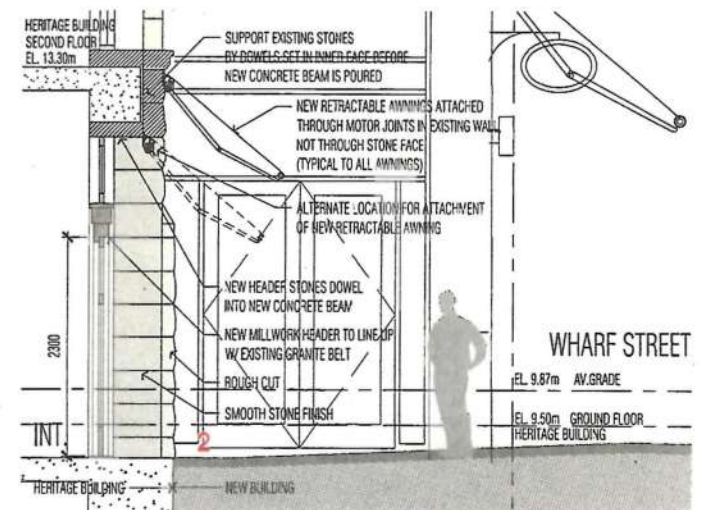 HERITAGE BUILDING
SECOND FLOOR
EL. 13.30m
SUPPORT EXISTING STONES
BY DOWELS SET IN INNER FACE BEFORE
NEW CONCRETE BEAM IS POURED
NEW RETRACTABLE AWNINGS ATTACHED
THROUGH MOTOR JOINTS IN EXISTING WALL
NOT THROUGH STONE FACE
(TYPICAL TO ALL AWNINGS)
ALTERNATE LOCATION FOR ATTACHMENT
OF NEW RETRACTABLE AWNING
NEW HEADER STONES DOWEL
INTO NEW CONCRETE BEAM
NEW MILLWORK HEADER TO LINE UP
W/ EXISTING GRANITE BELT
2300
ROUGH CUT
SMOOTH STONE FINISH
WHARF STREET
EL. 9.87m AV.GRADE
EL. 9.50m GROUND FLOOR
HERITAGE BUILDING
INT
2
HERITAGE BUILDING
NEW BUILDING